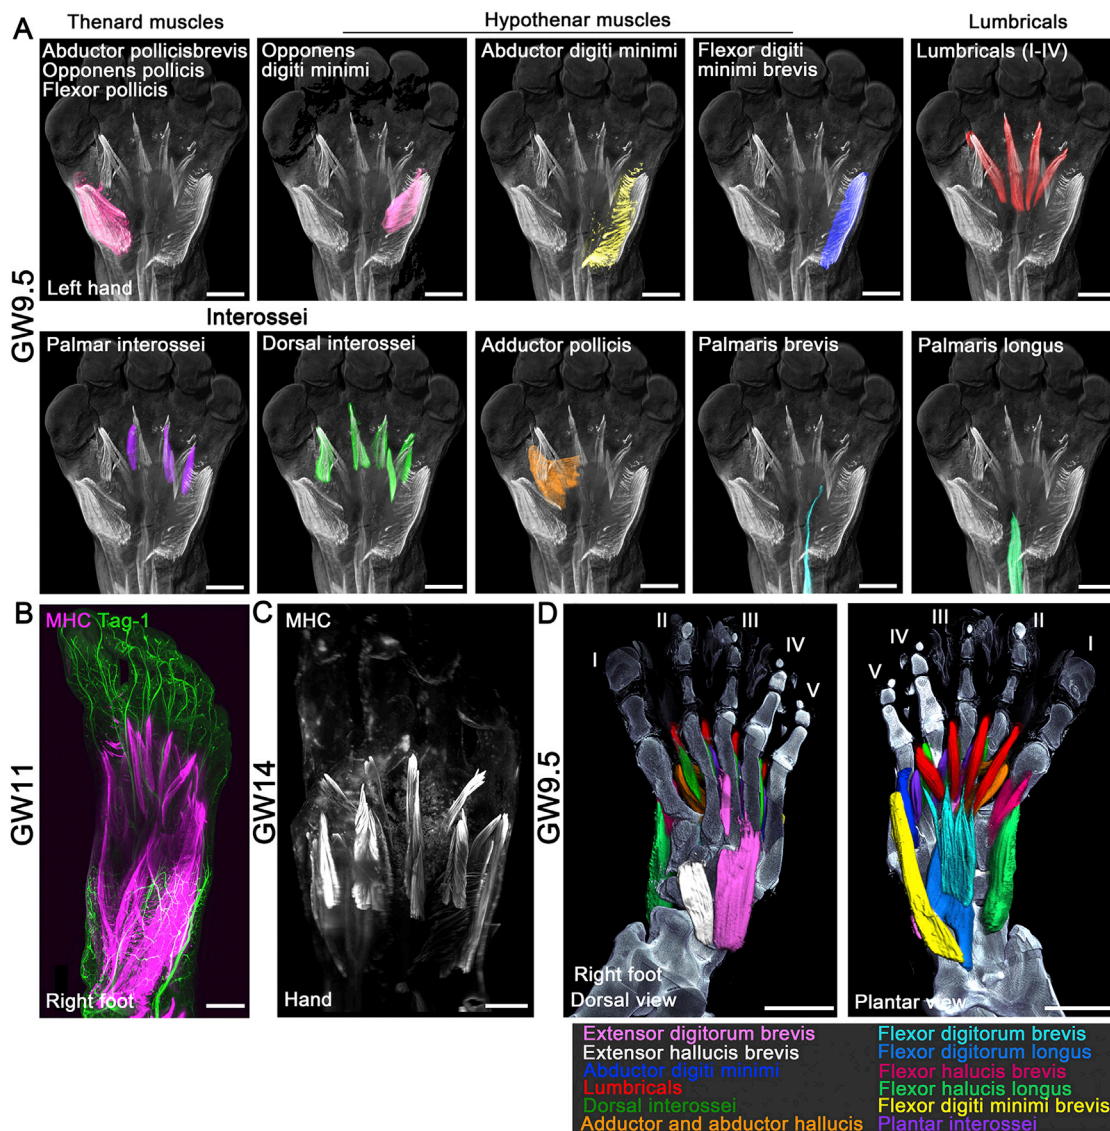 Thenard muscles
Hypothenar muscles
Lumbricals
A
Abductor pollicisbrevis
Opponens pollicis
Flexor pollicis
Left hand
Opponens
digiti minimi
Abductor digiti minimi
Flexor digiti
minimi brevis
Lumbricals (I-IV)
GW9.5
Interossei
Palmar interossei
Dorsal interossei
Adductor pollicis
Palmaris brevis
Palmaris longus
B
MHC Tag-1
GW11
Right foot
C
MHC
GW14
Hand
D
GW9.5
I
II
III
IV
V
Right foot
Dorsal view
V
IV
III
II
I
Plantar view
Extensor digitorum brevis
Extensor hallucis brevis
Abductor digiti minimi
Lumbricals
Dorsal interossei
Adductor and abductor hallucis
Flexor digitorum brevis
Flexor digitorum longus
Flexor halucis brevis
Flexor halucis longus
Flexor digiti minimi brevis
Plantar interossei